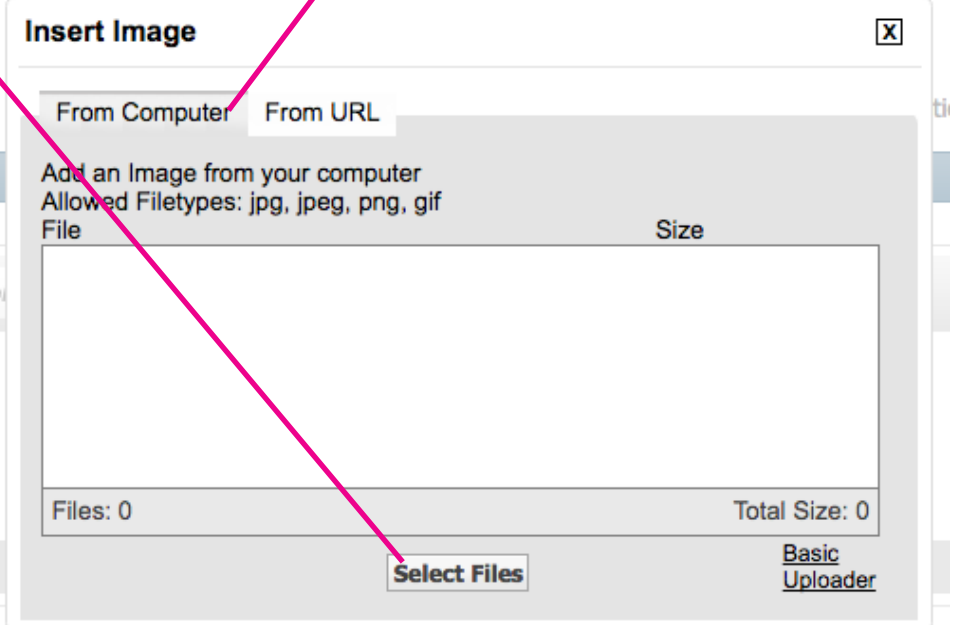 Insert Image
X
From Computer From URL
Add an Image from your computer
Allowed Filetypes: jpg, jpeg, png, gif
File Size
Files: 0 Total Size: 0
Select Files
Basic
Uploader